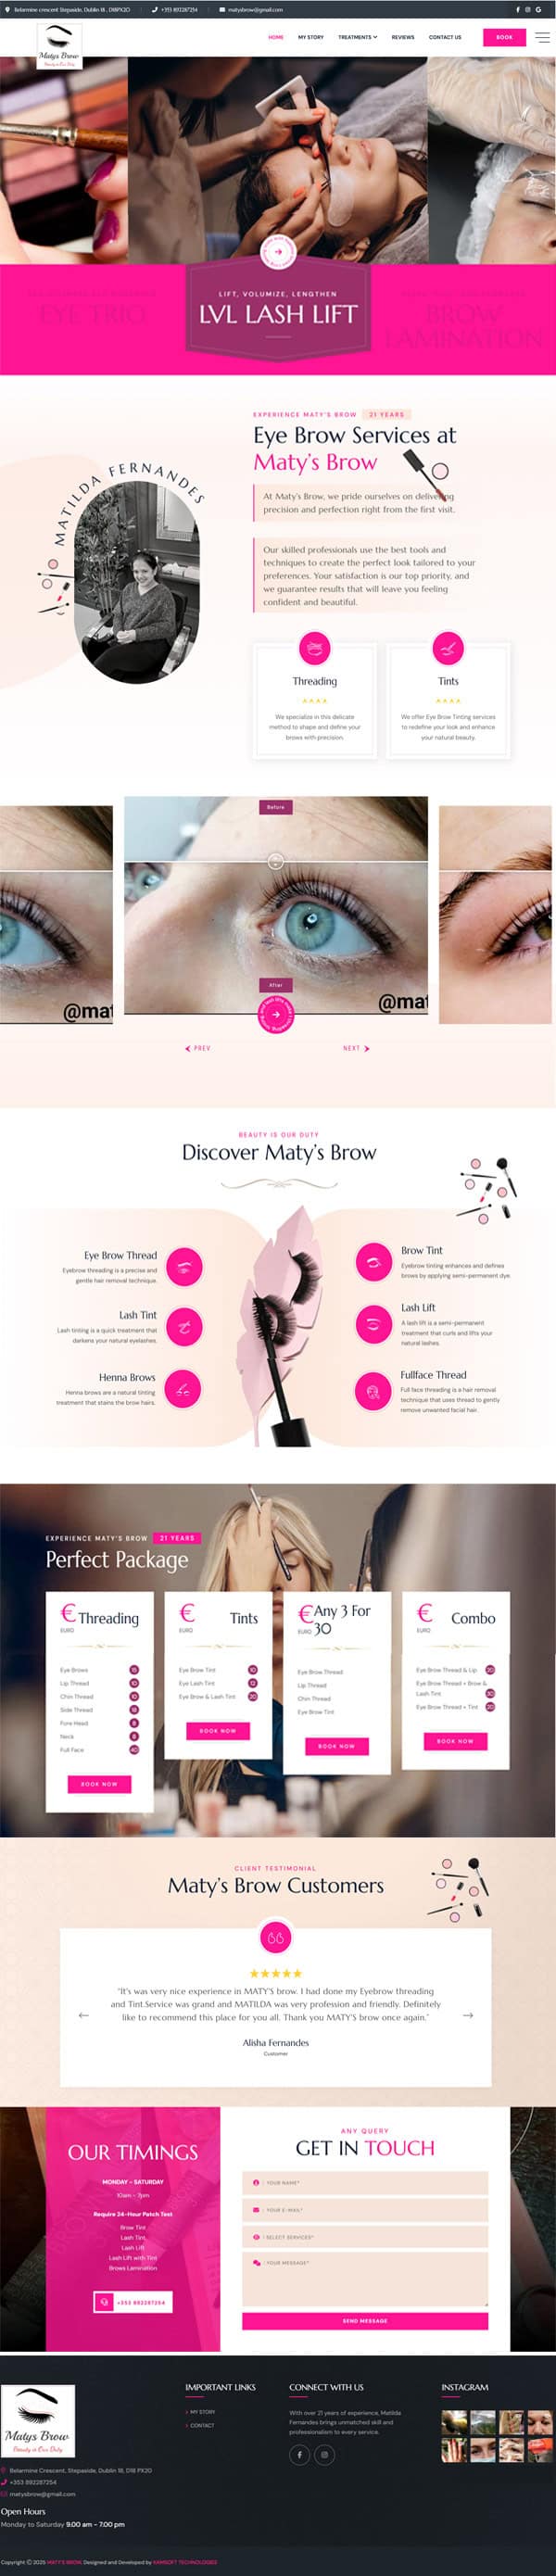 Belarmine crescent Stepaside, Dublin 18 , D18PX20
+353 892287254
matysbrow@gmail.com
Matys Brow
Beauty is Our Duty
HOME
MY STORY
TREATMENTS
REVIEWS
CONTACT US
BOOK
EYE TRIO
LIFT, VOLUMIZE, LENGTHEN
LVL LASH LIFT
BROW
LAMINATION
EXPERIENCE MATY'S BROW
21 YEARS
Eye Brow Services at
Maty's Brow
MATILDA FERNANDES
At Maty's Brow, we pride ourselves on delivering
precision and perfection right from the first visit.
Our skilled professionals use the best tools and
techniques to create the perfect look tailored to your
preferences. Your satisfaction is our top priority, and
we guarantee results that will leave you feeling
confident and beautiful.
Threading
We specialize in this delicate
method to shape and define your
brows with precision.
Tints
We offer Eye Brow Tinting services
to redefine your look and enhance
your natural beauty.
Before
After
@mat
@mat
PREV
NEXT
BEAUTY IS OUR DUTY
Discover Maty's Brow
Eye Brow Thread
Eyebrow threading is a precise and
gentle hair removal technique.
Lash Tint
Lash tinting is a quick treatment that
darkens your natural eyelashes.
Henna Brows
Henna brows are a natural tinting
treatment that stains the brow hairs.
Brow Tint
Eyebrow tinting enhances and defines
brows by applying semi-permanent dye.
Lash Lift
A lash lift is a semi-permanent
treatment that curls and lifts your
natural lashes.
Fullface Thread
Full face threading is a hair removal
technique that uses thread to gently
remove unwanted facial hair.
EXPERIENCE MATY'S BROW
21 YEARS
Perfect Package
€
EURO
Threading
Eye Brows 15
Lip Thread 10
Chin Thread 10
Side Thread
Fore Head
Neck
Full Face 40
BOOK NOW
€
EURO
Tints
Eye Brow Tint 10
Eye Lash Tint
Eye Brow & Lash Tint 20
BOOK NOW
€
EURO
Any 3 For
30
Eye Brow Thread
Lip Thread
Chin Thread
Eye Brow Tint
BOOK NOW
€
EURO
Combo
Eye Brow Thread & Lip 20
Eye Brow Thread + Brow &
Lash Tint 30
Eye Brow Thread + Tint 20
BOOK NOW
CLIENT TESTIMONIAL
Maty's Brow Customers
"It's was very nice experience in MATY'S brow. I had done my Eyebrow threading
and Tint.Service was grand and MATILDA was very profession and friendly. Definitely
like to recommend this place for you all. Thank you MATY'S brow once again."
Alisha Fernandes
Customer
OUR TIMINGS
MONDAY - SATURDAY
10am - 7pm
Require 24-Hour Patch Test
Brow Tint
Lash Tint
Lash Lift
Lash Lift with Tint
Brows Lamination
+353 892287254
ANY QUERY
GET IN TOUCH
YOUR NAME*
YOUR E-MAIL*
SELECT SERVICES*
YOUR MESSAGE*
SEND MESSAGE
Matys Brow
Beauty is Our Duty
Belarmine Crescent, Stepaside, Dublin 18, D18 PX20
+353 892287254
matysbrow@gmail.com
Open Hours
Monday to Saturday 9:00 am - 7:00 pm
IMPORTANT LINKS
MY STORY
CONTACT
CONNECT WITH US
With over 21 years of experience, Matilda
Fernandes brings unmatched skill and
professionalism to every service.
INSTAGRAM
Copyright © 2025 MATY'S BROW. Designed and Developed by VAMSOFT TECHNOLOGIES